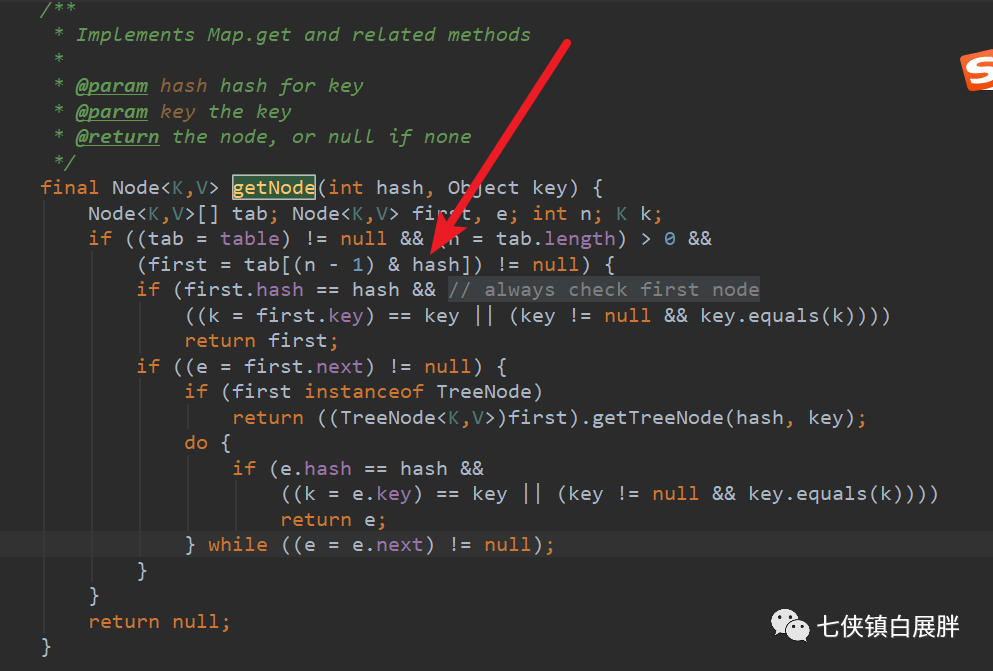 /**
 * Implements Map.get and related methods
 *
 * @param hash hash for key
 * @param key the key
 * @return the node, or null if none
 */
final Node<K,V> getNode(int hash, Object key) {
    Node<K,V>[] tab; Node<K,V> first, e; int n; K k;
    if ((tab = table) != null && (n = tab.length) > 0 &&
        (first = tab[(n - 1) & hash]) != null) {
        if (first.hash == hash && // always check first node
            ((k = first.key) == key || (key != null && key.equals(k))))
            return first;
        if ((e = first.next) != null) {
            if (first instanceof TreeNode)
                return ((TreeNode<K,V>)first).getTreeNode(hash, key);
            do {
                if (e.hash == hash &&
                    ((k = e.key) == key || (key != null && key.equals(k))))
                    return e;
            } while ((e = e.next) != null);
        }
    }
    return null;
}
S
七侠镇白展胖